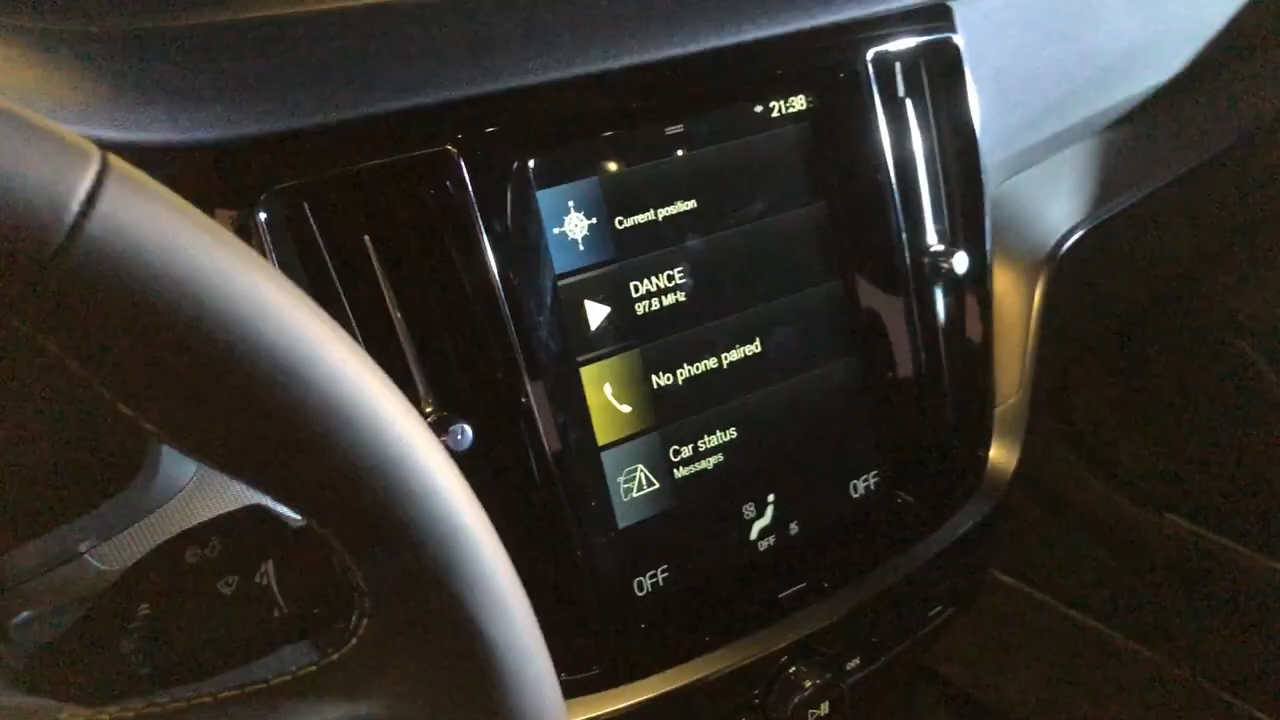 21:38
Current position
DANCE
97.8 MHz
No phone paired
Car status
Messages
OFF
OFF
OFF